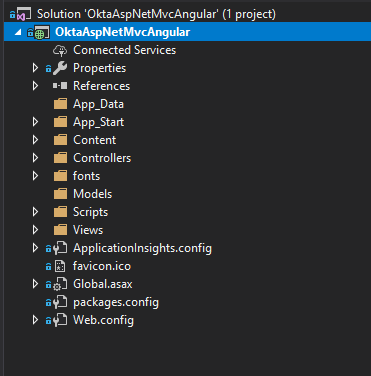 Solution 'OktaAspNetMvcAngular' (1 project)
OktaAspNetMvcAngular
Connected Services
Properties
References
App_Data
App_Start
Content
Controllers
fonts
Models
Scripts
Views
ApplicationInsights.config
favicon.ico
Global.asax
packages.config
Web.config